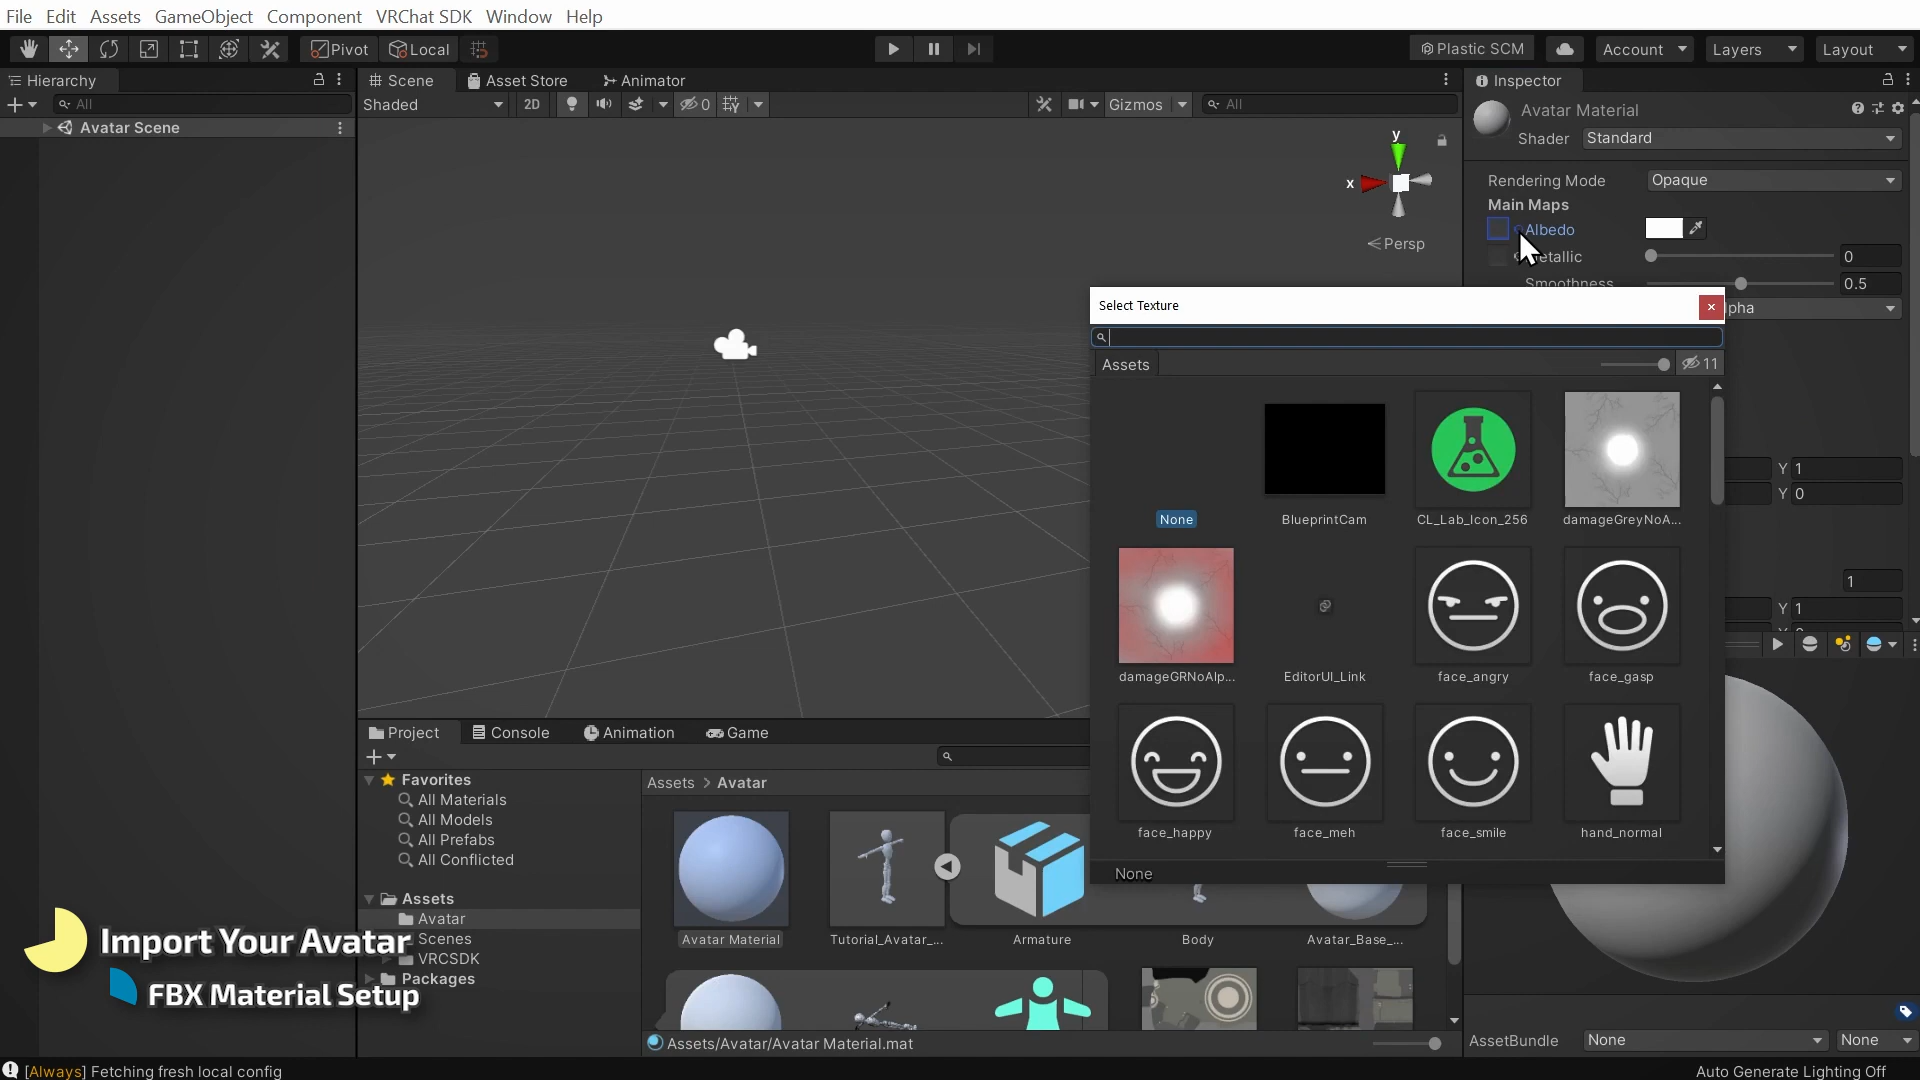 File Edit Assets GameObject Component VRChat SDK Window Help
Pivot Local Plastic SCM Account Layers Layout
Hierarchy
Scene Asset Store Animator
Inspector
All
Shaded 2D 0 Gizmos All
Avatar Scene
Avatar Material
Shader Standard
y
x
Persp
Rendering Mode Opaque
Main Maps
Albedo
etallic 0
Smoothness 0.5
pha
Select Texture
Assets 11
None BlueprintCam CL_Lab_Icon_256 damageGreyNoA...
damageGRNoAlp... EditorUI_Link face_angry face_gasp
face_happy face_meh face_smile hand_normal
None
Y 1
Y 0
1
Y 1
Project Console Animation Game
Favorites
All Materials
All Models
All Prefabs
All Conflicted
Assets
Avatar
Scenes
VRCSDK
Packages
Assets > Avatar
Avatar Material Tutorial_Avatar_... Armature Body Avatar_Base_...
Assets/Avatar/Avatar Material.mat
Import Your Avatar
FBX Material Setup
AssetBundle None None
[Always] Fetching fresh local config
Auto Generate Lighting Off